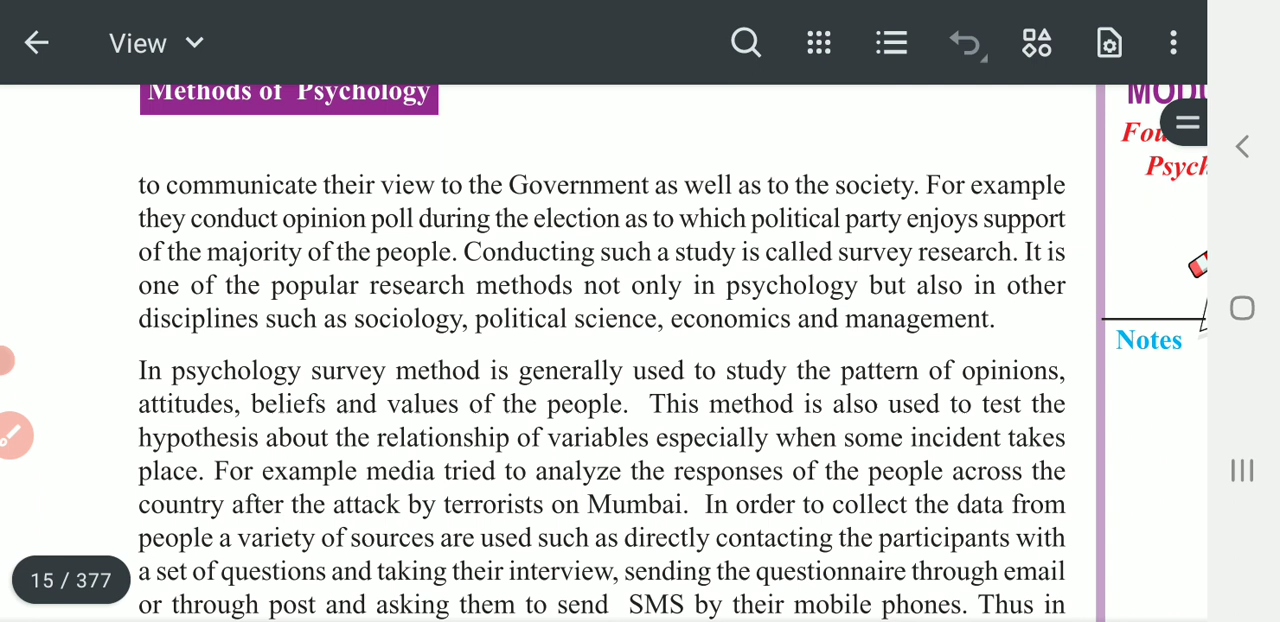 View
Methods of Psychology
to communicate their view to the Government as well as to the society. For example
they conduct opinion poll during the election as to which political party enjoys support
of the majority of the people. Conducting such a study is called survey research. It is
one of the popular research methods not only in psychology but also in other
disciplines such as sociology, political science, economics and management.
In psychology survey method is generally used to study the pattern of opinions,
attitudes, beliefs and values of the people. This method is also used to test the
hypothesis about the relationship of variables especially when some incident takes
place. For example media tried to analyze the responses of the people across the
country after the attack by terrorists on Mumbai. In order to collect the data from
people a variety of sources are used such as directly contacting the participants with
a set of questions and taking their interview, sending the questionnaire through email
or through post and asking them to send SMS by their mobile phones. Thus in
15 / 377
Notes